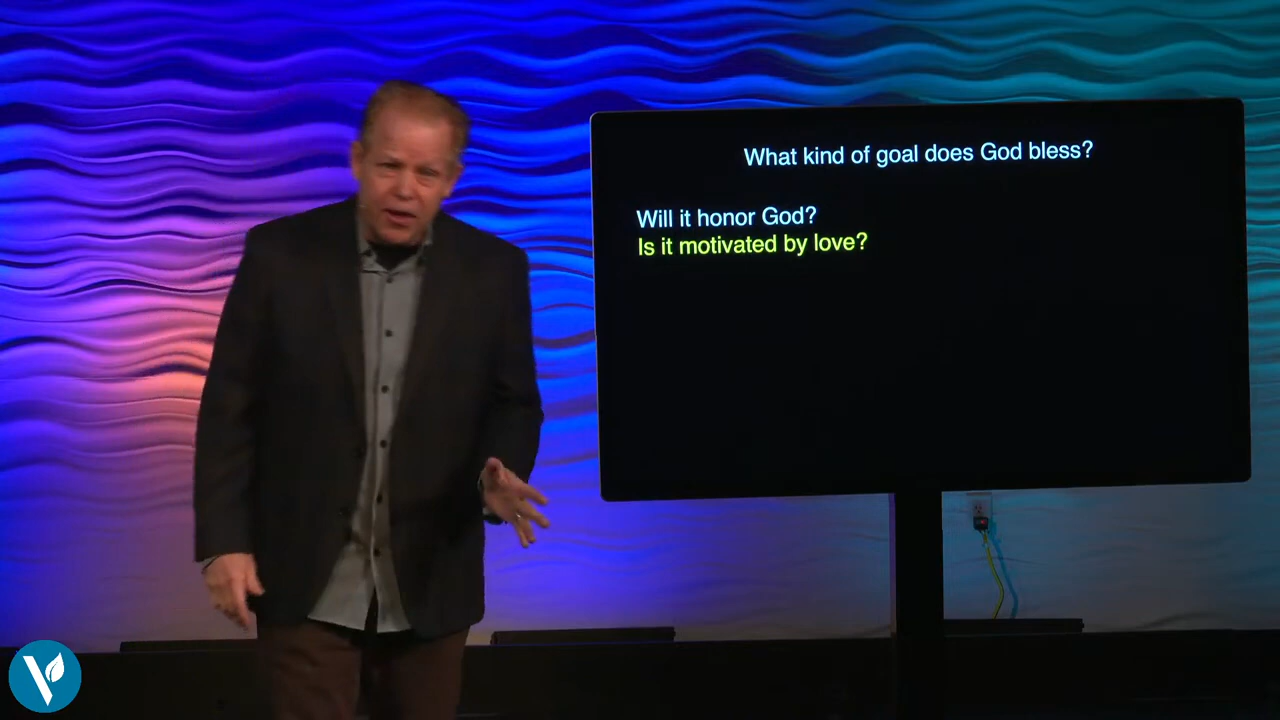 What kind of goal does God bless?
Will it honor God?
Is it motivated by love?
V